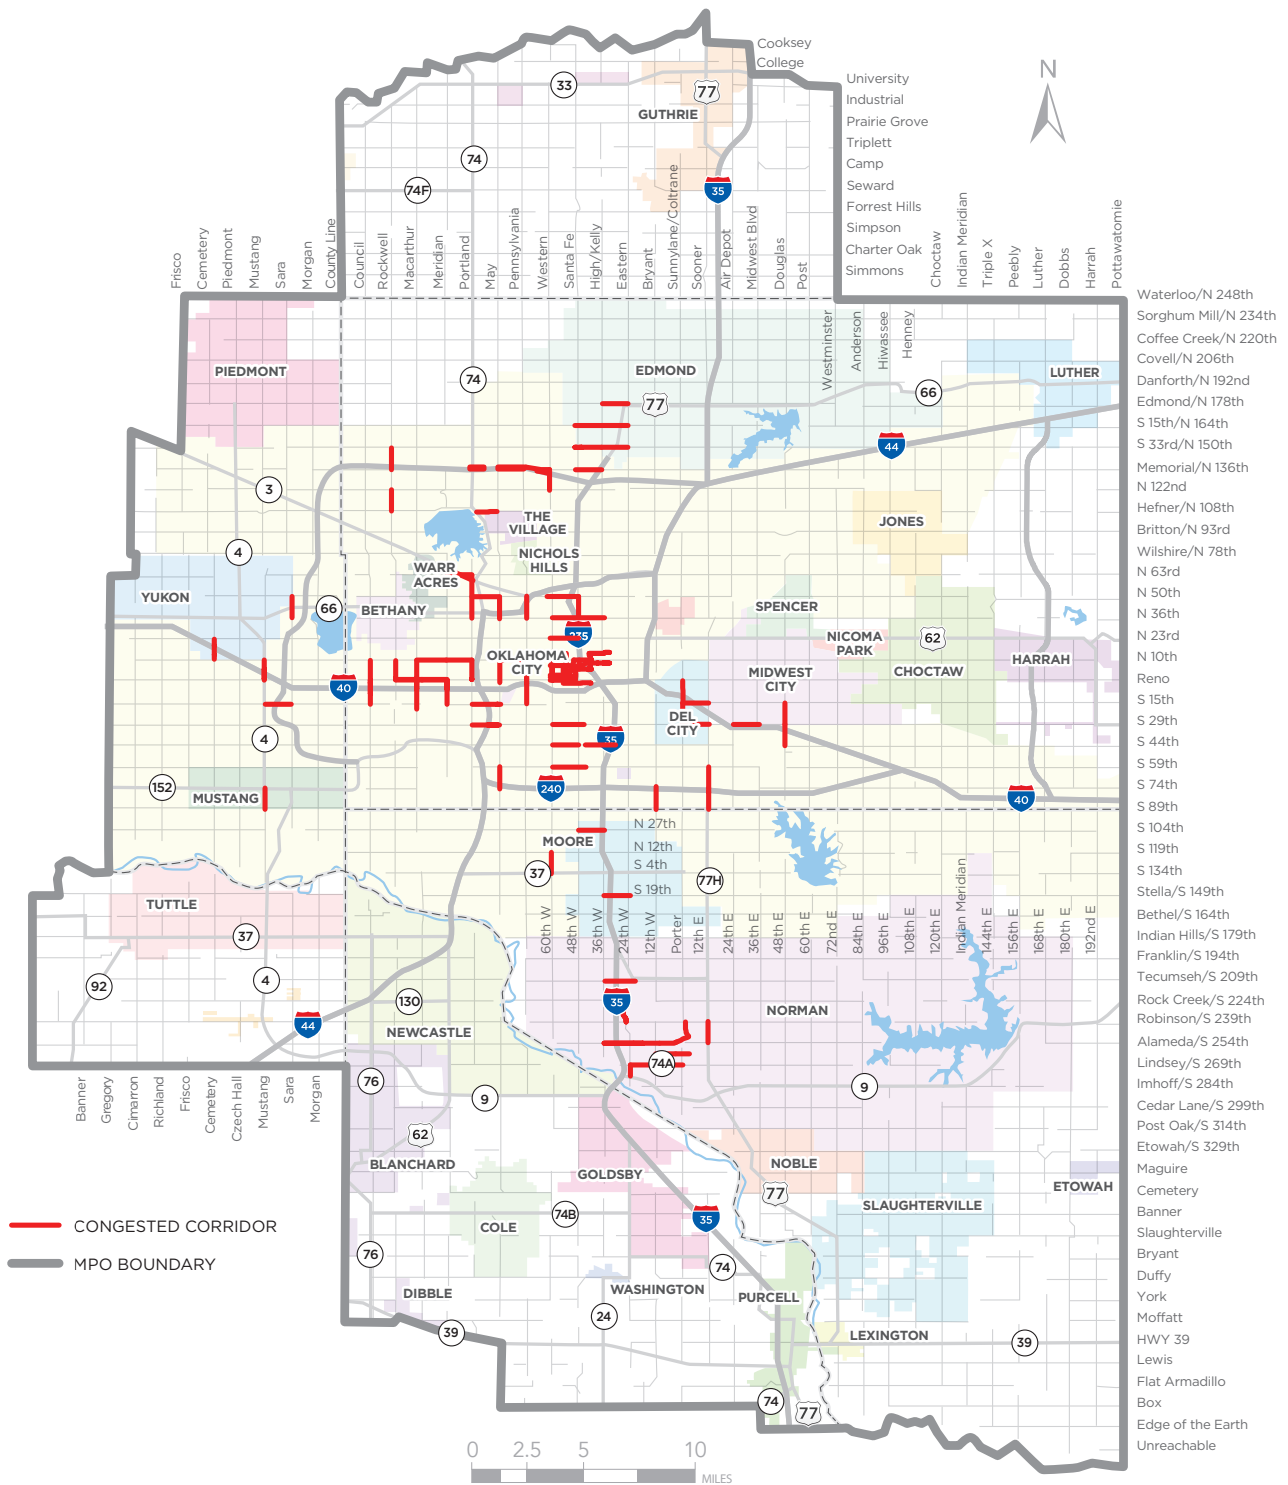 Cooksey
College
University
Industrial
Prairie Grove
Triplett
Camp
Seward
Forrest Hills
Simpson
Charter Oak
Simmons
N
33
77
GUTHRIE
74
74F
35
Frisco
Cemetery
Piedmont
Mustang
Sara
Morgan
County Line
Council
Rockwell
Macarthur
Meridian
Portland
May
Pennsylvania
Western
Santa Fe
High/Kelly
Eastern
Bryant
Sunnylane/Coltrane
Sooner
Air Depot
Midwest Blvd
Douglas
Post
Westminster
Anderson
Hiwassee
Henney
Choctaw
Indian Meridian
Triple X
Peebly
Luther
Dobbs
Harrah
Pottawatomie
Waterloo/N 248th
Sorghum Mill/N 234th
Coffee Creek/N 220th
Covell/N 206th
Danforth/N 192nd
Edmond/N 178th
S 15th/N 164th
S 33rd/N 150th
Memorial/N 136th
N 122nd
Hefner/N 108th
Britton/N 93rd
Wilshire/N 78th
N 63rd
N 50th
N 36th
N 23rd
N 10th
Reno
S 15th
S 29th
S 44th
S 59th
S 74th
S 89th
S 104th
S 119th
S 134th
Stella/S 149th
Bethel/S 164th
Indian Hills/S 179th
Franklin/S 194th
Tecumseh/S 209th
Rock Creek/S 224th
Robinson/S 239th
Alameda/S 254th
Lindsey/S 269th
Imhoff/S 284th
Cedar Lane/S 299th
Post Oak/S 314th
Etowah/S 329th
Maguire
Cemetery
Banner
Slaughterville
Bryant
Duffy
York
Moffatt
HWY 39
Lewis
Flat Armadillo
Box
Edge of the Earth
Unreachable
PIEDMONT
74
EDMOND
77
66
LUTHER
44
3
4
THE
VILLAGE
NICHOLS
HILLS
JONES
WARR
ACRES
YUKON
66
BETHANY
SPENCER
235
NICOMA
PARK
62
OKLAHOMA
CITY
MIDWEST
CITY
CHOCTAW
HARRAH
40
DEL
CITY
4
35
152
MUSTANG
240
40
N 27th
MOORE
N 12th
S 4th
37
77H
S 19th
TUTTLE
37
4
92
60th W
48th W
36th W
24th W
12th W
Porter
12th E
24th E
36th E
48th E
60th E
72nd E
84th E
96th E
108th E
120th E
Indian Meridian
144th E
156th E
168th E
180th E
192nd E
130
35
NORMAN
44
NEWCASTLE
74A
76
9
9
Banner
Gregory
Cimarron
Richland
Frisco
Cemetery
Czech Hall
Mustang
Sara
Morgan
62
BLANCHARD
GOLDSBY
NOBLE
77
ETOWAH
SLAUGHTERVILLE
74B
35
COLE
CONGESTED CORRIDOR
MPO BOUNDARY
76
74
DIBBLE
WASHINGTON
PURCELL
24
39
LEXINGTON
39
74
77
0
2.5
5
10
MILES